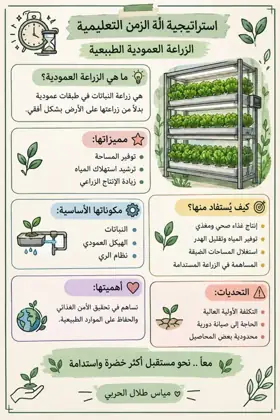 استراتيجية آلة الزمن التعليمية
الزراعة العمودية الطبيعية
ما هي الزراعة العمودية؟
هي زراعة النباتات في طبقات عمودية
بدلاً من زراعتها على الأرض بشكل أفقي.
مميزاتها:
توفير المساحة
ترشيد استهلاك المياه
زيادة الإنتاج الزراعي
مكوناتها الأساسية:
النباتات
الهيكل العمودي
نظام الري
كيف يُستفاد منها؟
إنتاج غذاء صحي ومغذي
توفير المياه وتقليل الهدر
استغلال المساحات الضيقة
المساهمة في الزراعة المستدامة
أهميتها:
تساهم في تحقيق الأمن الغذائي
والحفاظ على الموارد الطبيعية.
التحديات:
التكلفة الأولية العالية
الحاجة إلى صيانة دورية
محدودية بعض المحاصيل
معاً .. نحو مستقبل أكثر خضرة واستدامة
مياس طلال الحربي